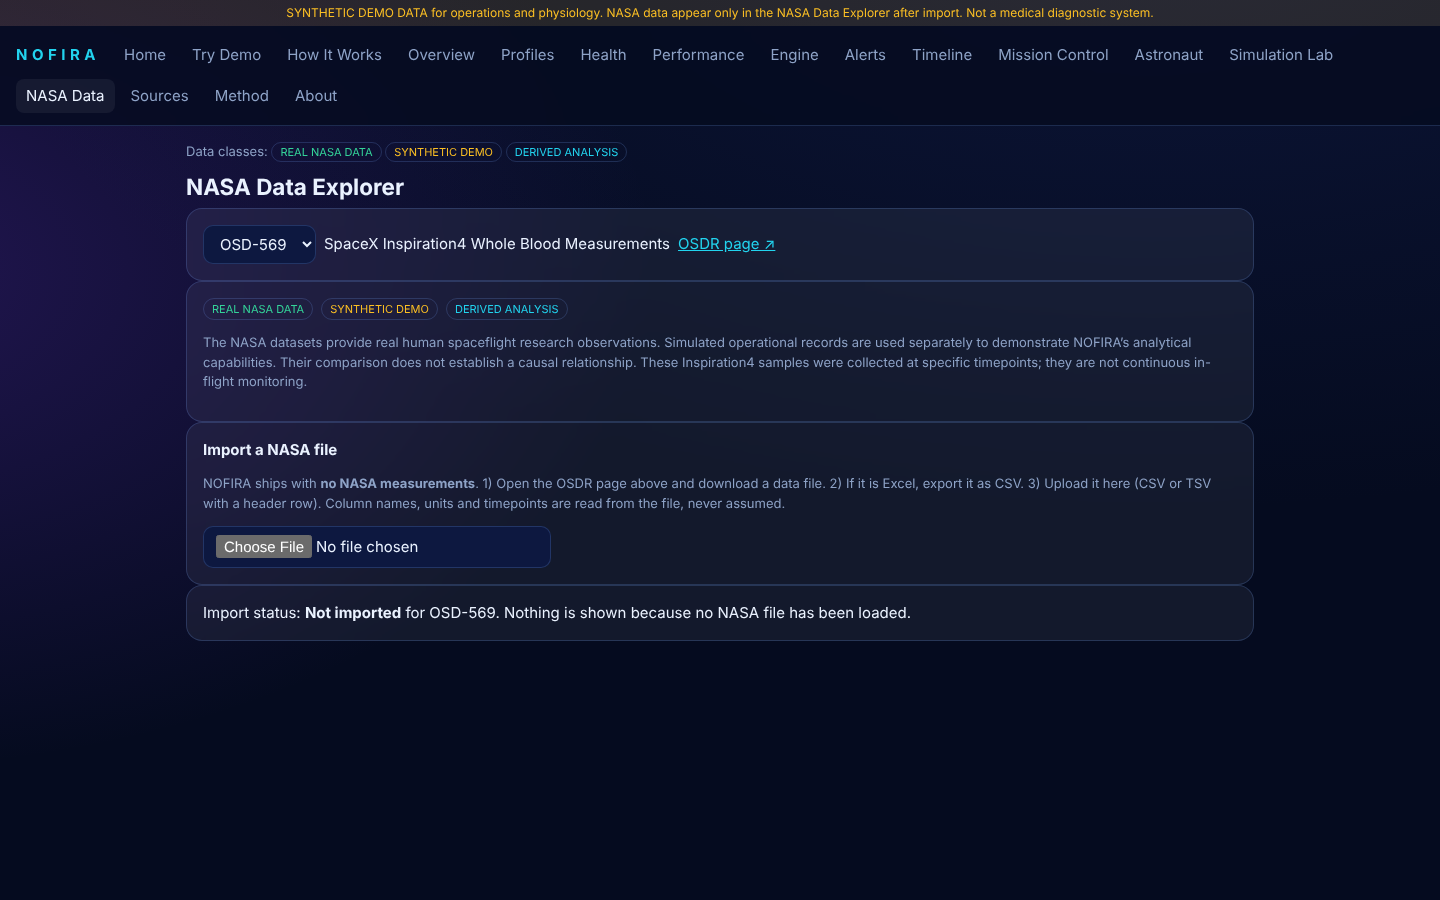 SYNTHETIC DEMO DATA for operations and physiology. NASA data appear only in the NASA Data Explorer after import. Not a medical diagnostic system.
NOFIRA Home Try Demo How It Works Overview Profiles Health Performance Engine Alerts Timeline Mission Control Astronaut Simulation Lab
NASA Data Sources Method About
Data classes: REAL NASA DATA SYNTHETIC DEMO DERIVED ANALYSIS
NASA Data Explorer
OSD-569 SpaceX Inspiration4 Whole Blood Measurements OSDR page ↗
REAL NASA DATA SYNTHETIC DEMO DERIVED ANALYSIS
The NASA datasets provide real human spaceflight research observations. Simulated operational records are used separately to demonstrate NOFIRA’s analytical
capabilities. Their comparison does not establish a causal relationship. These Inspiration4 samples were collected at specific timepoints; they are not continuous in-
flight monitoring.
Import a NASA file
NOFIRA ships with no NASA measurements. 1) Open the OSDR page above and download a data file. 2) If it is Excel, export it as CSV. 3) Upload it here (CSV or TSV
with a header row). Column names, units and timepoints are read from the file, never assumed.
Choose File No file chosen
Import status: Not imported for OSD-569. Nothing is shown because no NASA file has been loaded.